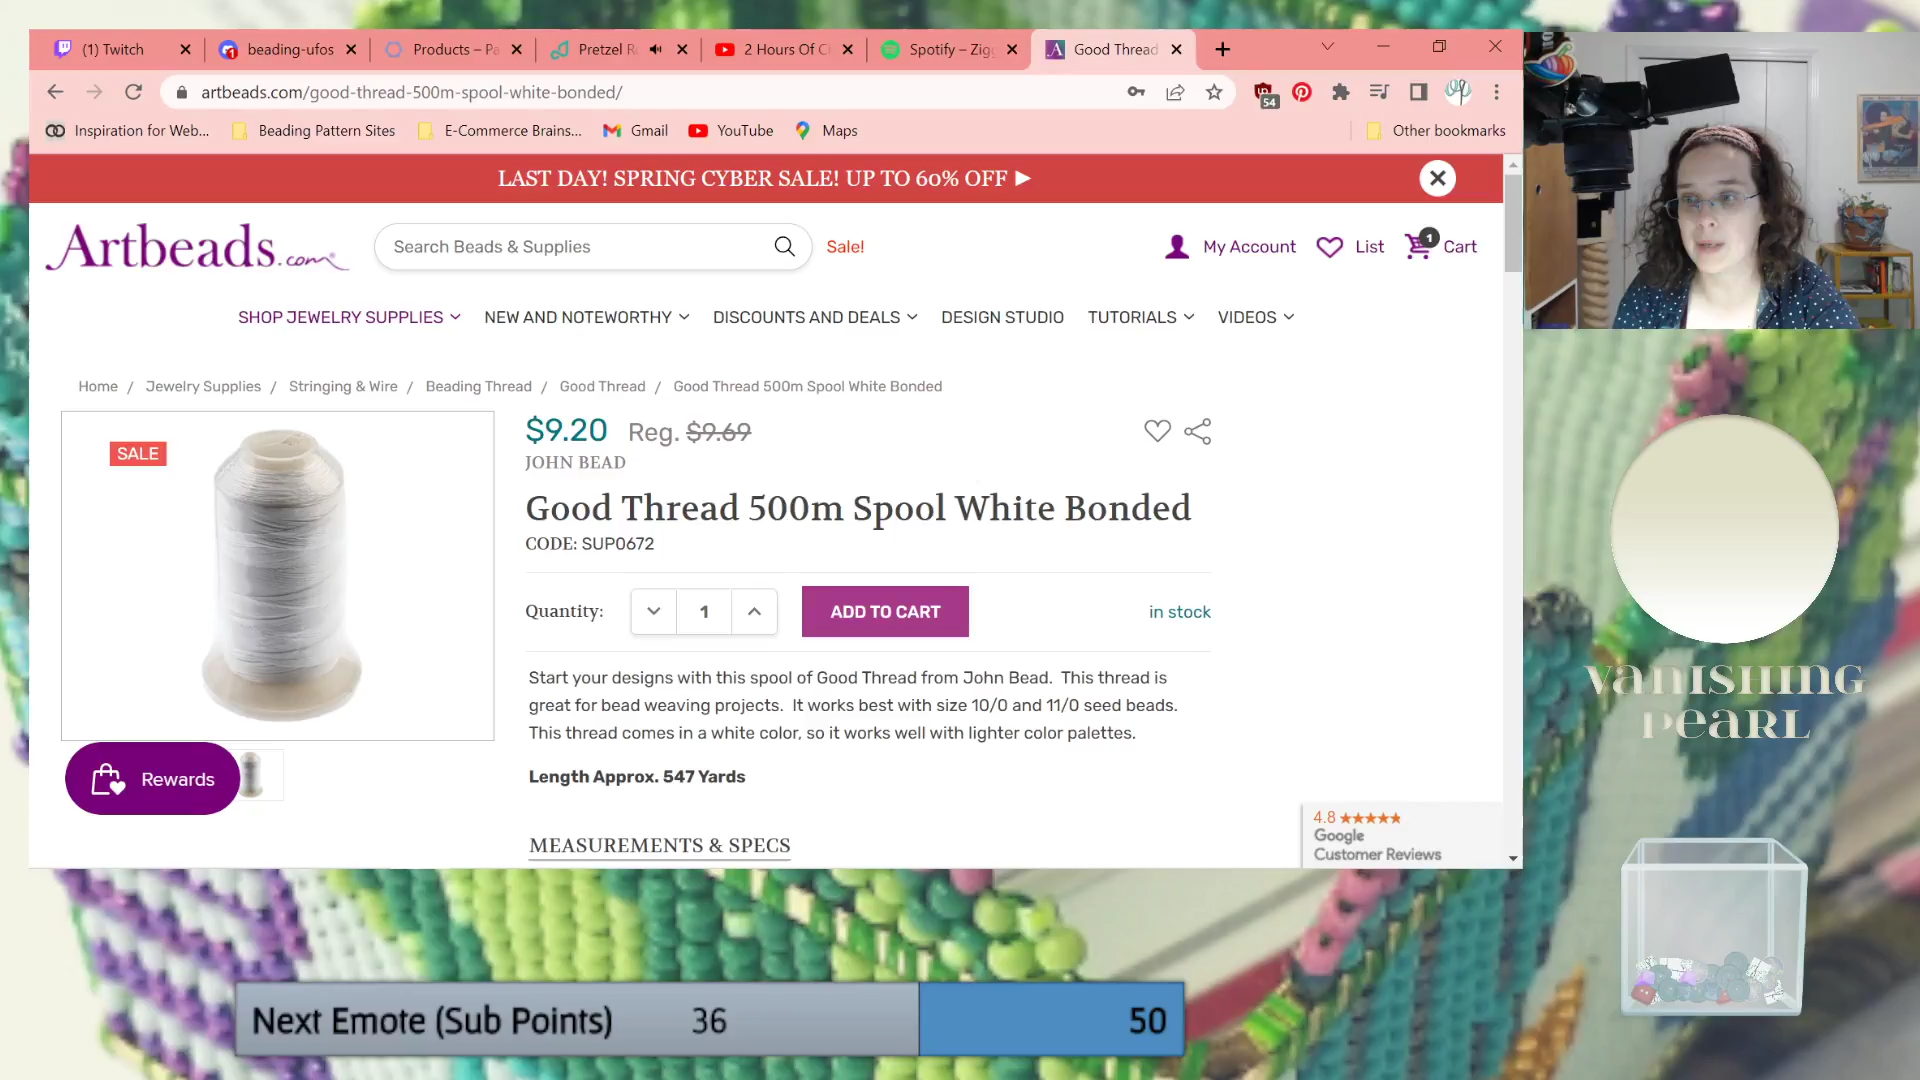 (1) Twitch
beading-ufos
Products – Pa
Pretzel R
2 Hours Of C
Spotify – Zigg
Good Thread
artbeads.com/good-thread-500m-spool-white-bonded/
54
Inspiration for Web...
Beading Pattern Sites
E-Commerce Brains...
Gmail
YouTube
Maps
Other bookmarks
LAST DAY! SPRING CYBER SALE! UP TO 60% OFF ▶
Artbeads.com
Search Beads & Supplies
Sale!
My Account
List
1
Cart
SHOP JEWELRY SUPPLIES
NEW AND NOTEWORTHY
DISCOUNTS AND DEALS
DESIGN STUDIO
TUTORIALS
VIDEOS
Home / Jewelry Supplies / Stringing & Wire / Beading Thread / Good Thread / Good Thread 500m Spool White Bonded
SALE
$9.20 Reg. $9.69
JOHN BEAD
Good Thread 500m Spool White Bonded
CODE: SUP0672
Quantity:
1
ADD TO CART
in stock
Start your designs with this spool of Good Thread from John Bead. This thread is
great for bead weaving projects. It works best with size 10/0 and 11/0 seed beads.
This thread comes in a white color, so it works well with lighter color palettes.
Length Approx. 547 Yards
Rewards
MEASUREMENTS & SPECS
4.8 ★★★★★
Google
Customer Reviews
VANISHING
PEARL
Next Emote (Sub Points) 36 50